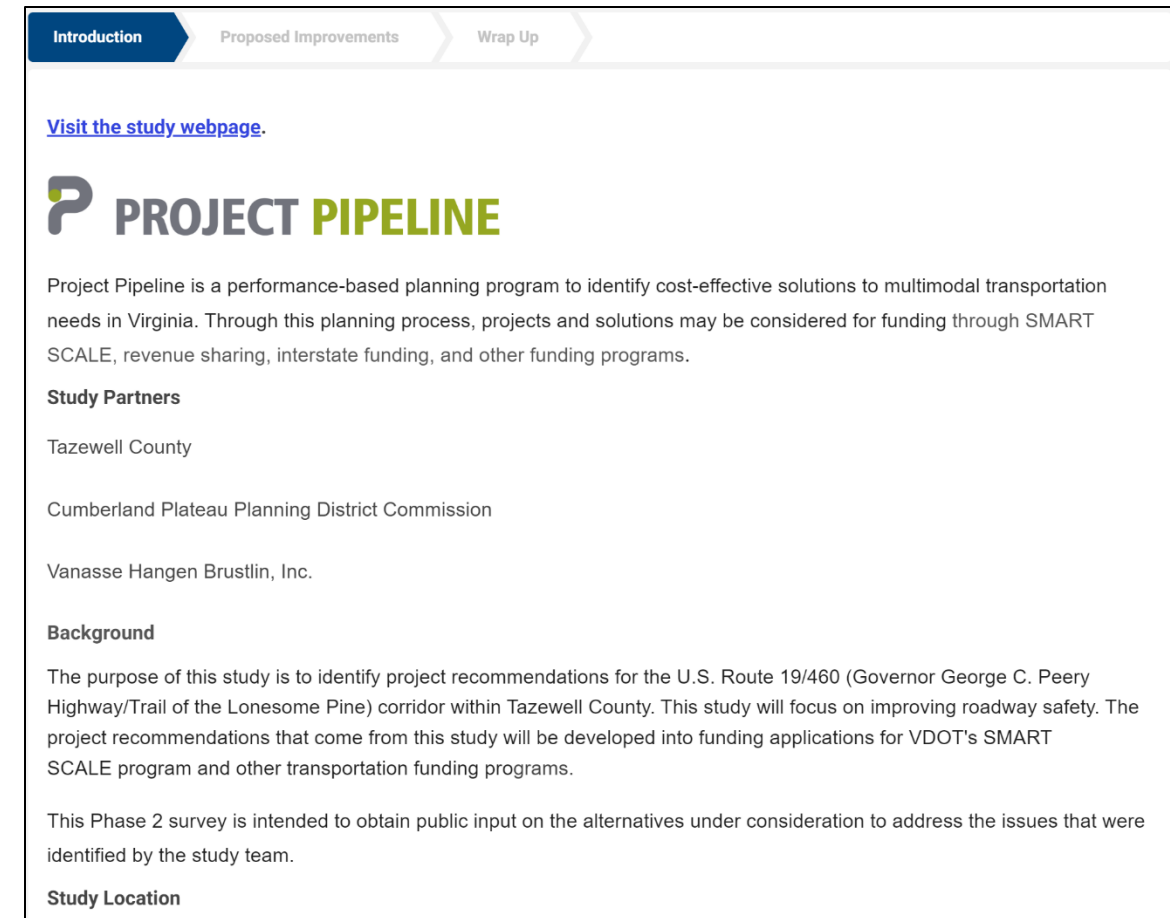 Introduction
Proposed Improvements
Wrap Up
Visit the study webpage.
PROJECT PIPELINE
Project Pipeline is a performance-based planning program to identify cost-effective solutions to multimodal transportation
needs in Virginia. Through this planning process, projects and solutions may be considered for funding through SMART
SCALE, revenue sharing, interstate funding, and other funding programs.
Study Partners
Tazewell County
Cumberland Plateau Planning District Commission
Vanasse Hangen Brustlin, Inc.
Background
The purpose of this study is to identify project recommendations for the U.S. Route 19/460 (Governor George C. Peery
Highway/Trail of the Lonesome Pine) corridor within Tazewell County. This study will focus on improving roadway safety. The
project recommendations that come from this study will be developed into funding applications for VDOT's SMART
SCALE program and other transportation funding programs.
This Phase 2 survey is intended to obtain public input on the alternatives under consideration to address the issues that were
identified by the study team.
Study Location